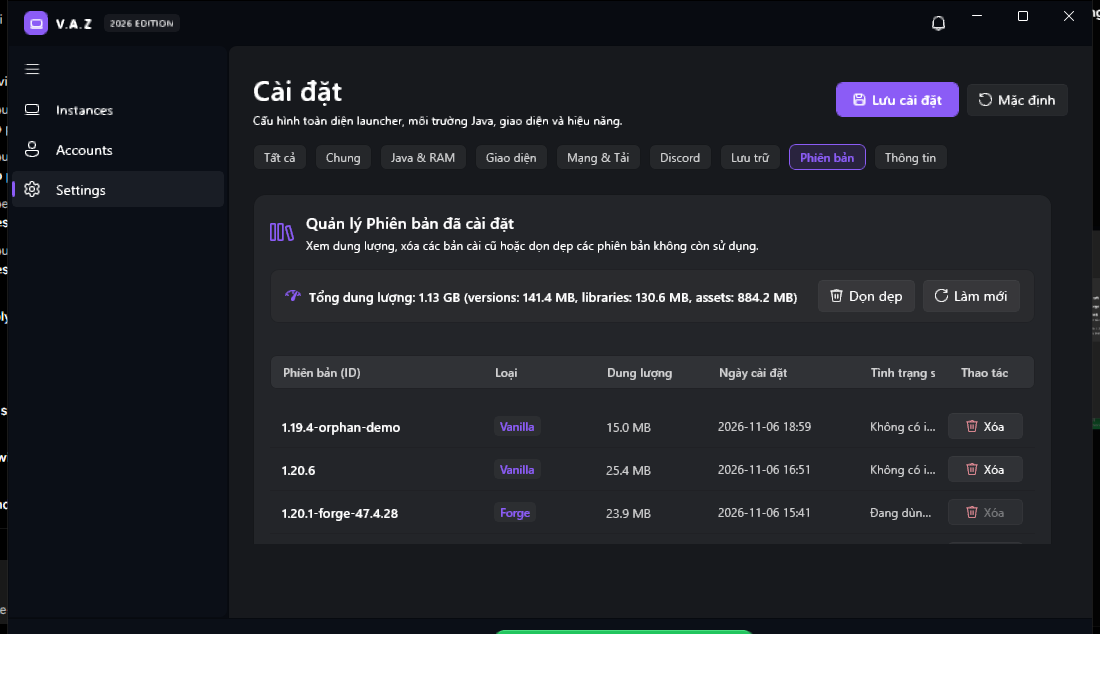 V.A.Z 2026 EDITION
Instances
Accounts
Settings
Cài đặt
Cấu hình toàn diện launcher, môi trường Java, giao diện và hiệu năng.
Lưu cài đặt
Mặc định
Tất cả
Chung
Java & RAM
Giao diện
Mạng & Tải
Discord
Lưu trữ
Phiên bản
Thông tin
Quản lý Phiên bản đã cài đặt
Xem dung lượng, xóa các bản cài cũ hoặc dọn dẹp các phiên bản không còn sử dụng.
Tổng dung lượng: 1.13 GB (versions: 141.4 MB, libraries: 130.6 MB, assets: 884.2 MB)
Dọn dẹp
Làm mới
Phiên bản (ID) Loại Dung lượng Ngày cài đặt Tình trạng s Thao tác
1.19.4-orphan-demo Vanilla 15.0 MB 2026-11-06 18:59 Không có i... Xóa
1.20.6 Vanilla 25.4 MB 2026-11-06 16:51 Không có i... Xóa
1.20.1-forge-47.4.28 Forge 23.9 MB 2026-11-06 15:41 Đang dùn... Xóa